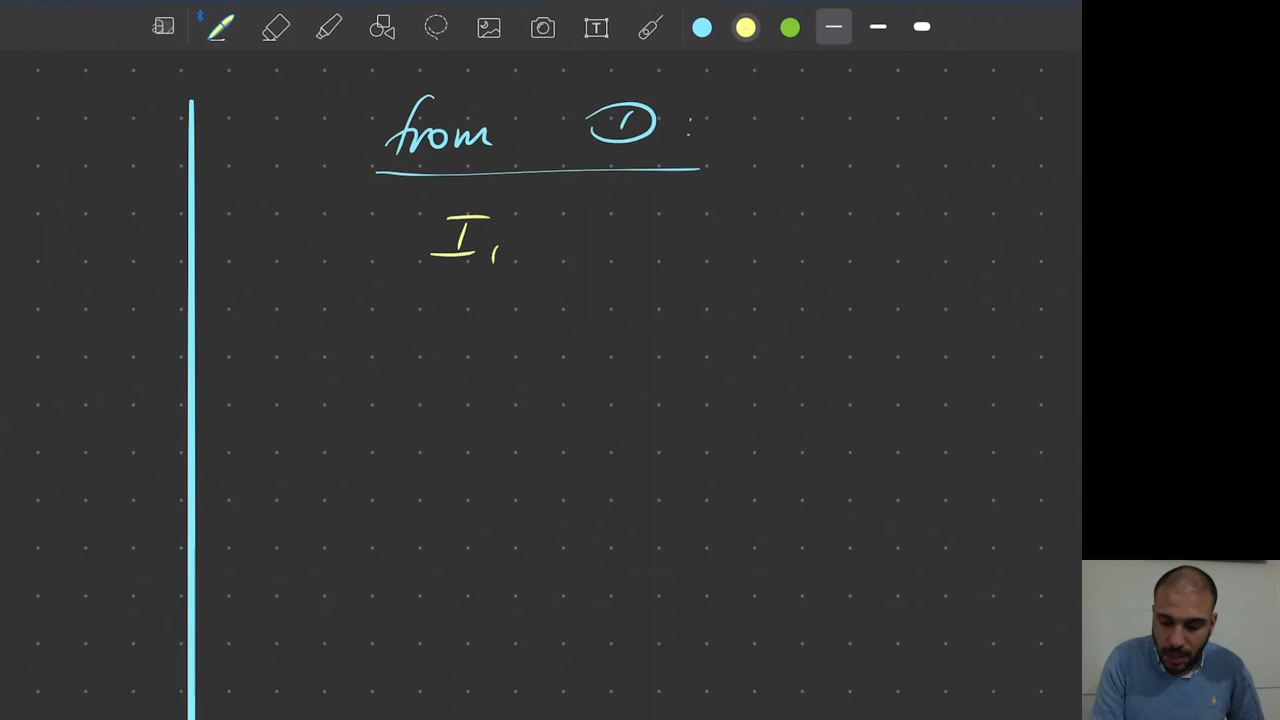 from ① :
I₁